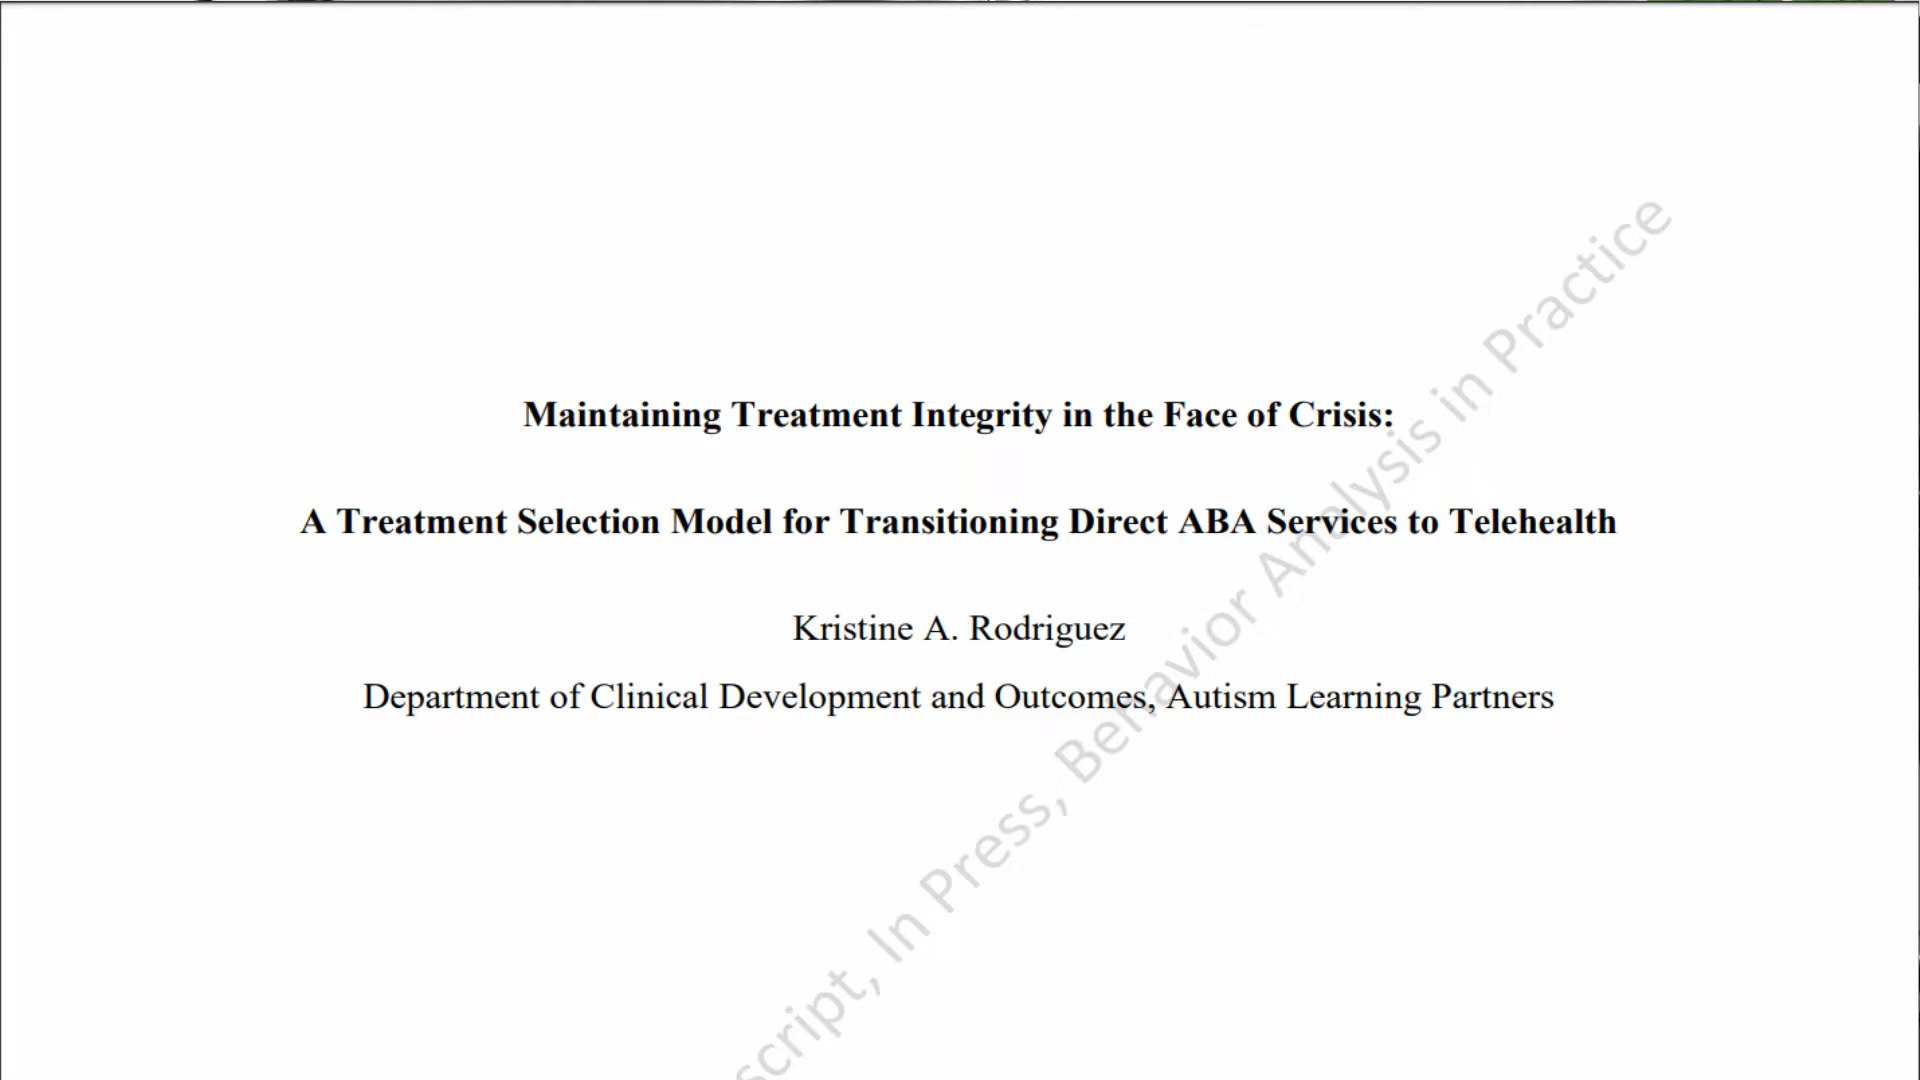 Maintaining Treatment Integrity in the Face of Crisis:
A Treatment Selection Model for Transitioning Direct ABA Services to Telehealth
Kristine A. Rodriguez
Department of Clinical Development and Outcomes, Autism Learning Partners
script, In Press, Behavior Analysis in Practice